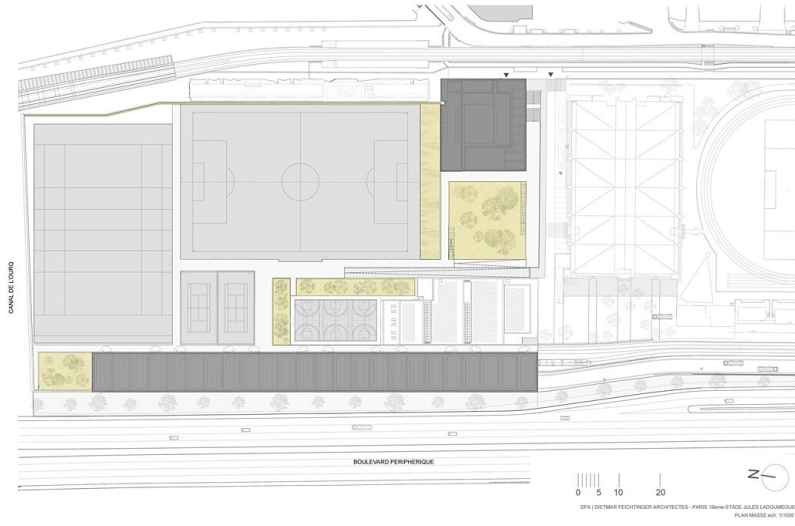 CANAL DE L'OURQ
BOULEVARD PERIPHERIQUE
0 5 10 20
N
DFA | DIETMAR FEICHTINGER ARCHITECTES - PARIS 19ème-STADE JULES LADOUMEGUE
PLAN MASSE ech. 1/1000